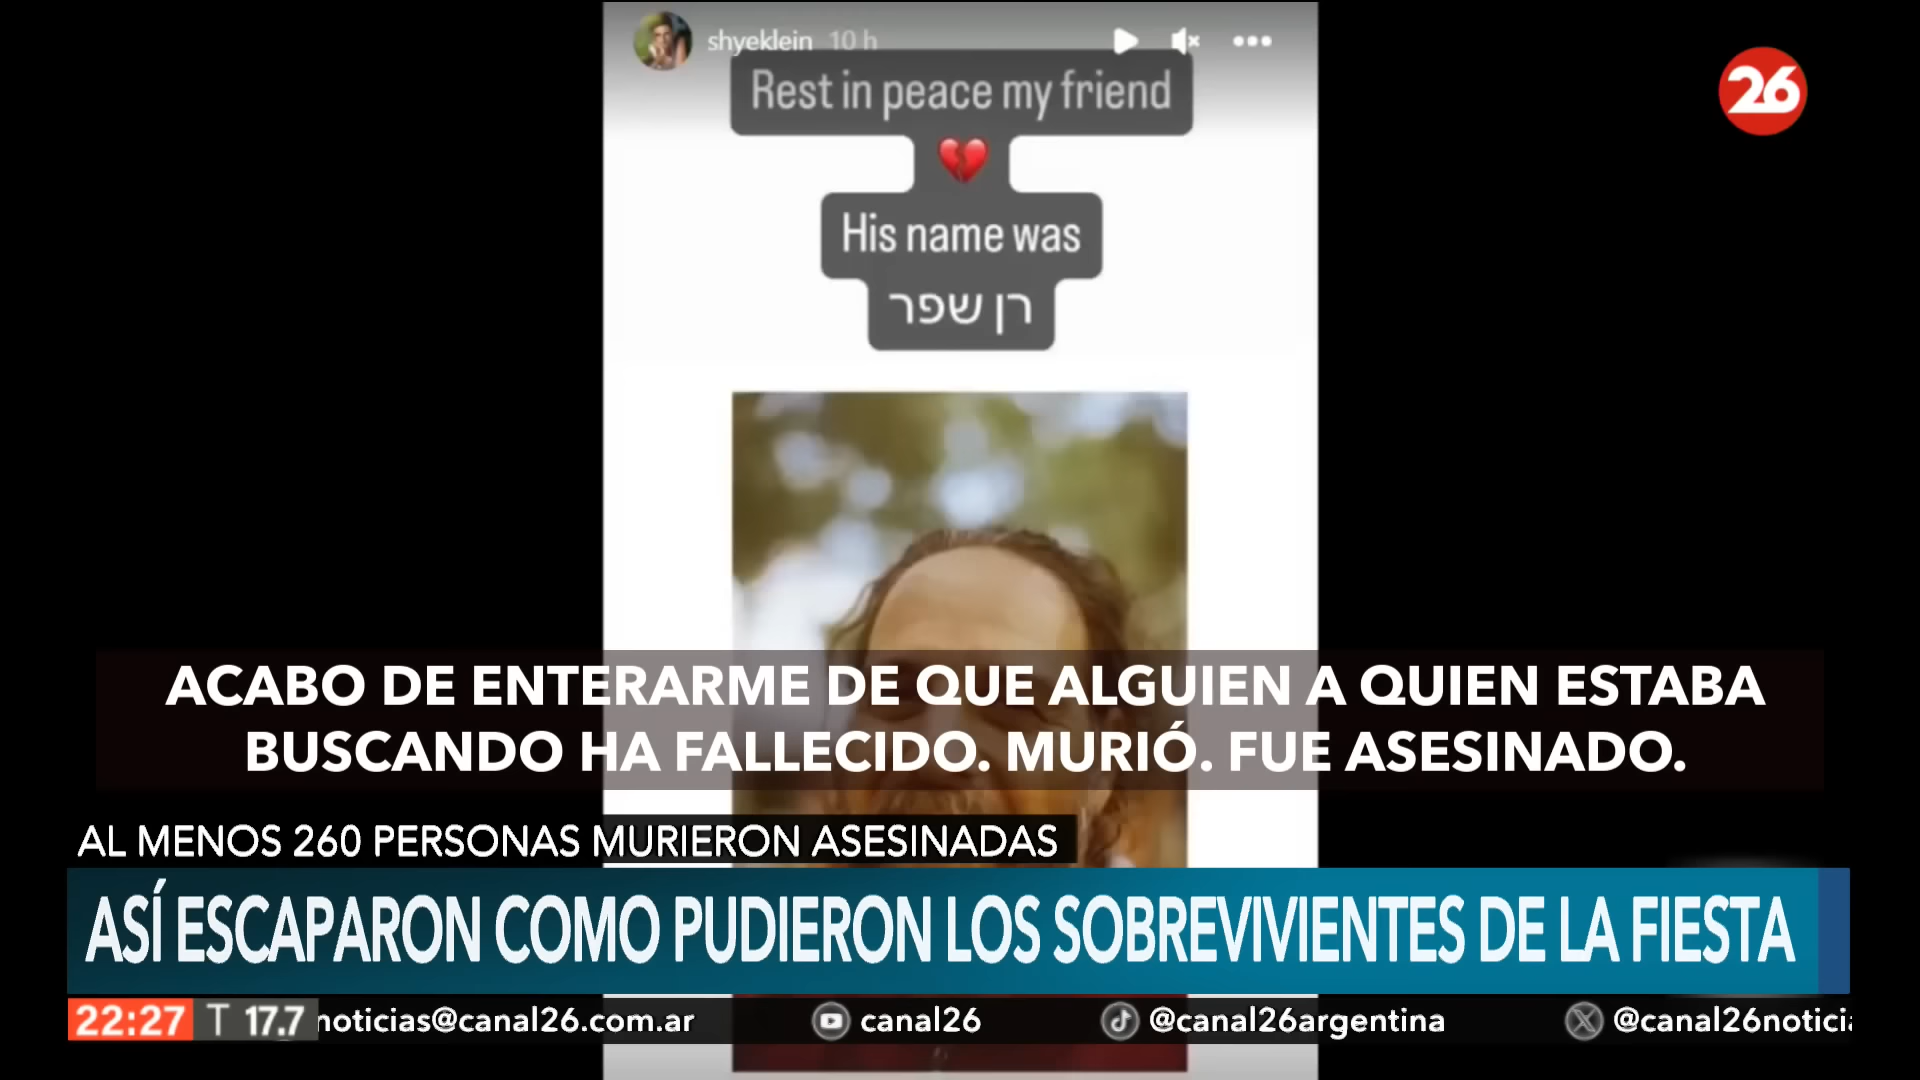 shyeklein 10 h
26
Rest in peace my friend
💔
His name was
רן שפר
ACABO DE ENTERARME DE QUE ALGUIEN A QUIEN ESTABA
BUSCANDO HA FALLECIDO. MURIÓ. FUE ASESINADO.
AL MENOS 260 PERSONAS MURIERON ASESINADAS
ASÍ ESCAPARON COMO PUDIERON LOS SOBREVIVIENTES DE LA FIESTA
22:27 T 17.7 noticias@canal26.com.ar canal26 @canal26argentina @canal26notici